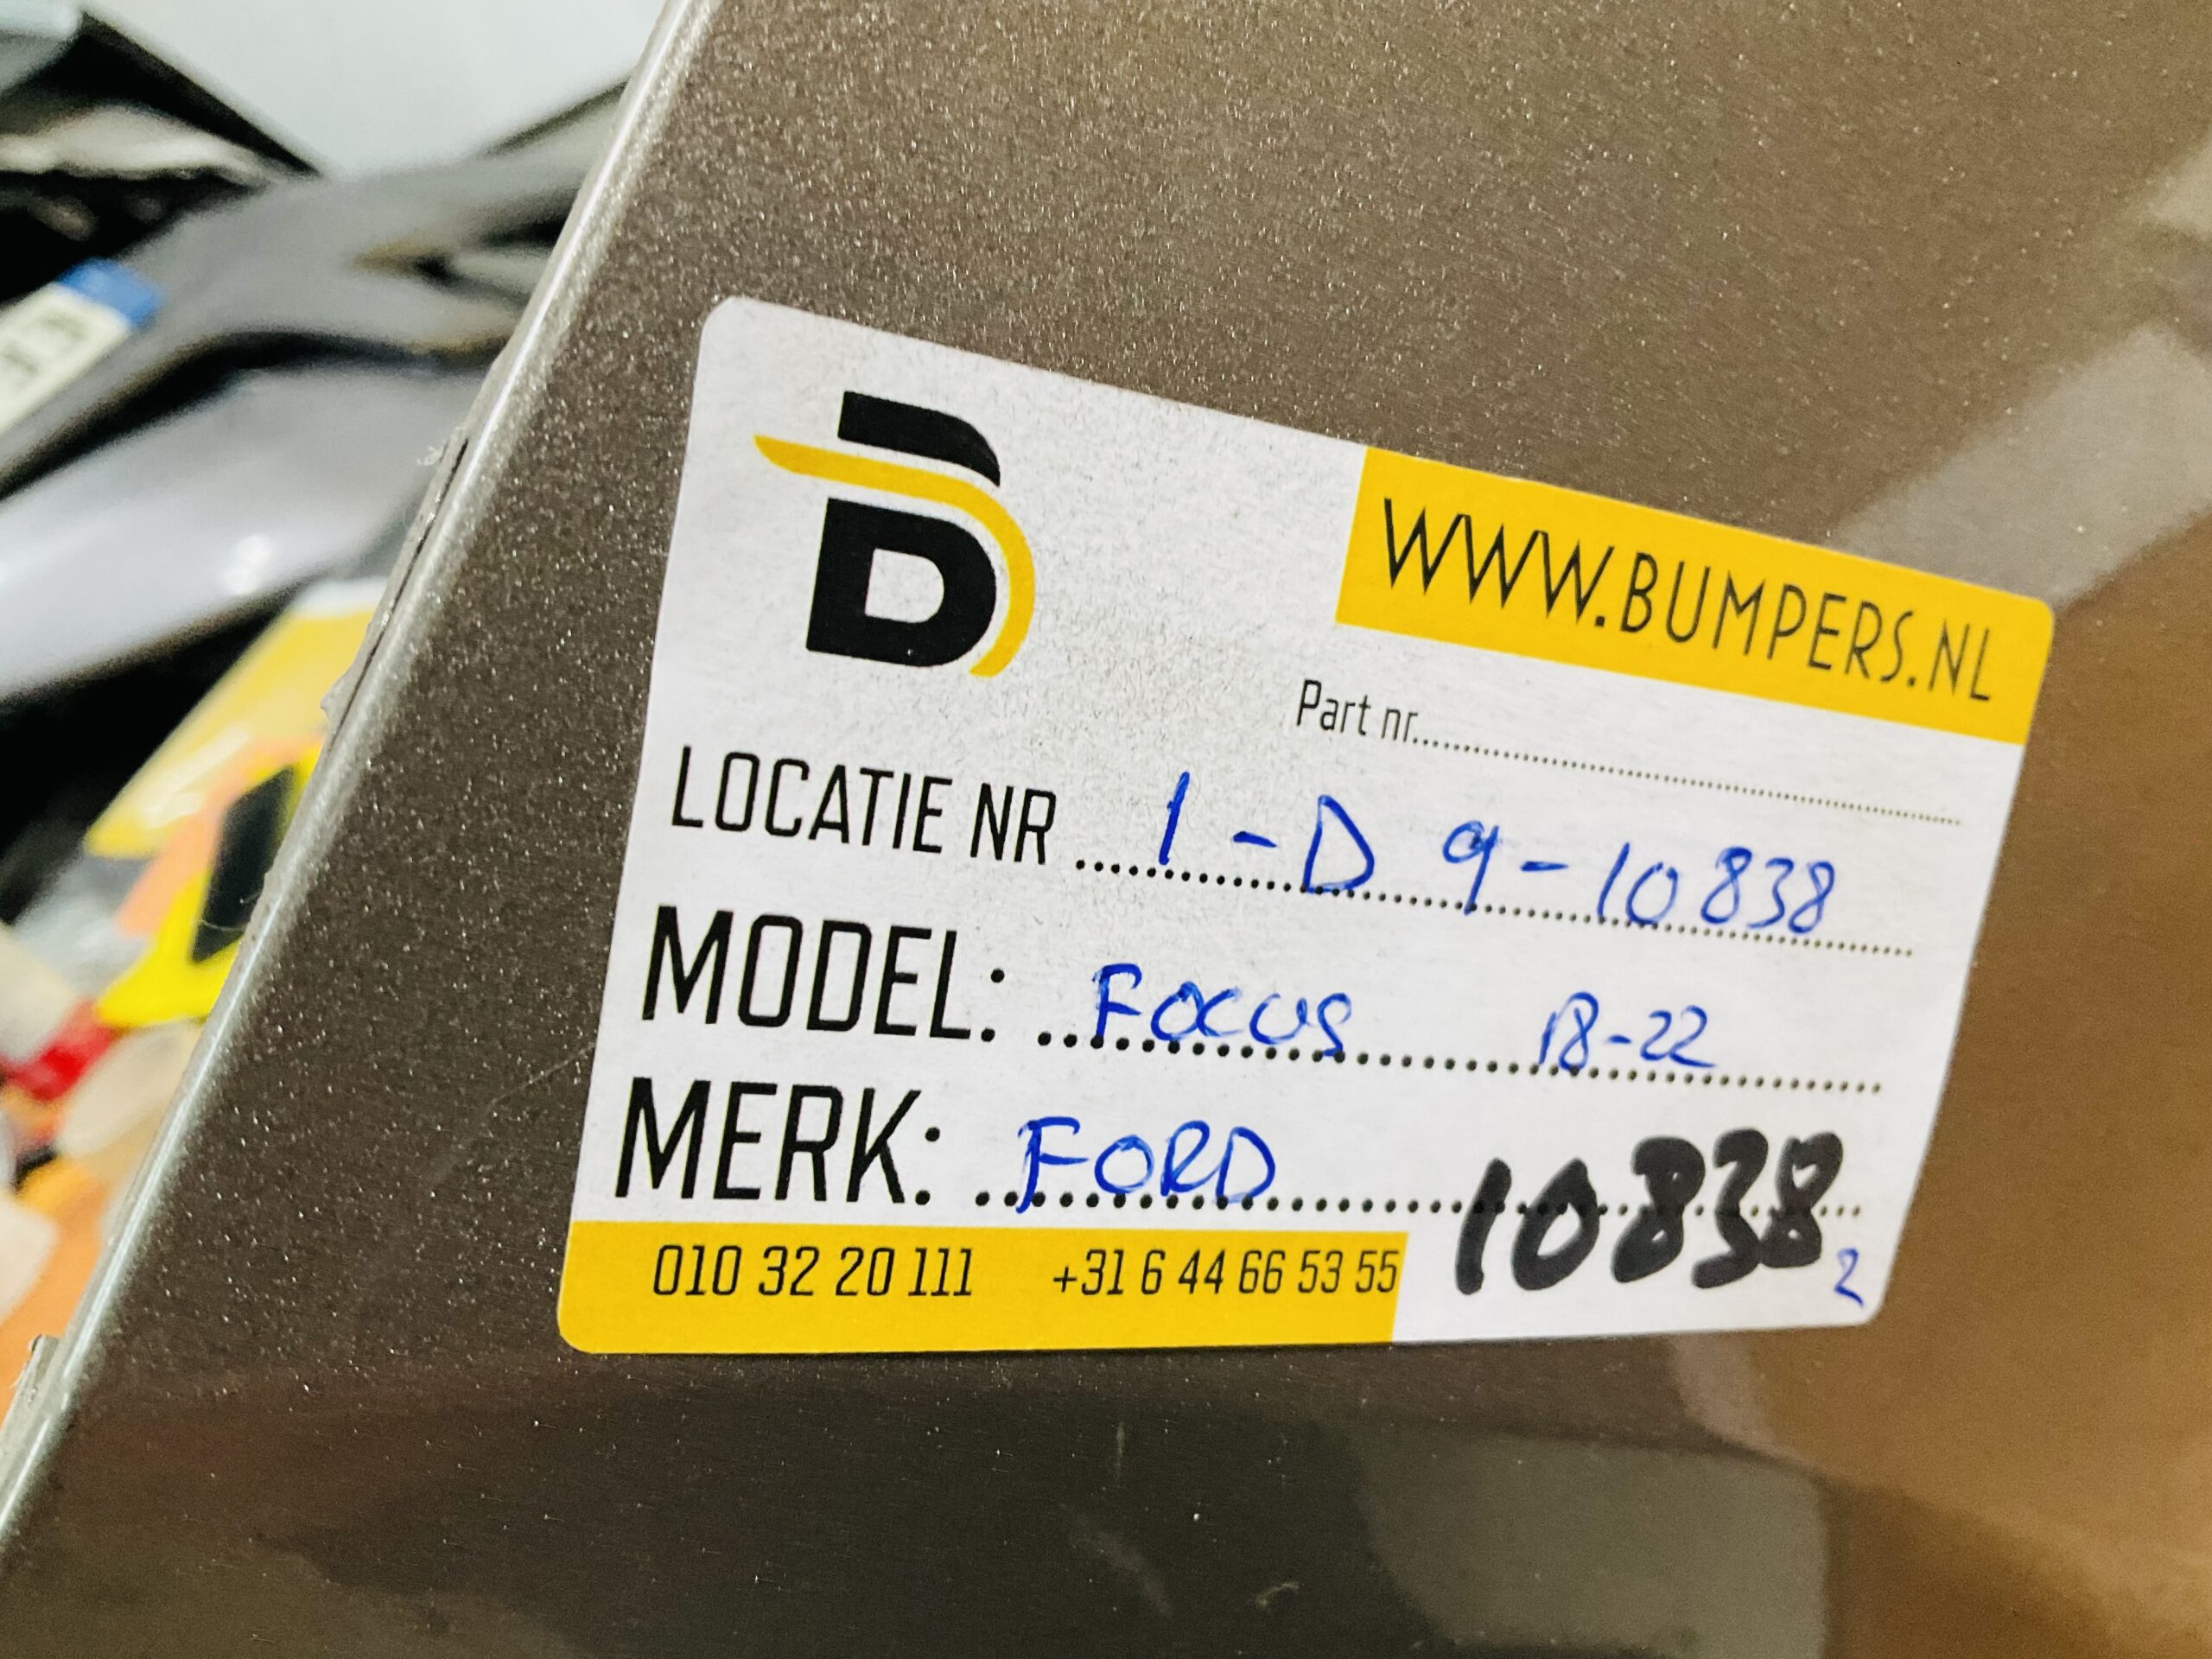 B
WWW.BUMPERS.NL
Part nr.....
LOCATIE NR .... 1 - D 9 - 10838
MODEL: .. Focus 18-22
MERK: .. FORD
10838
2
010 32 20 111 +31 6 44 66 53 55